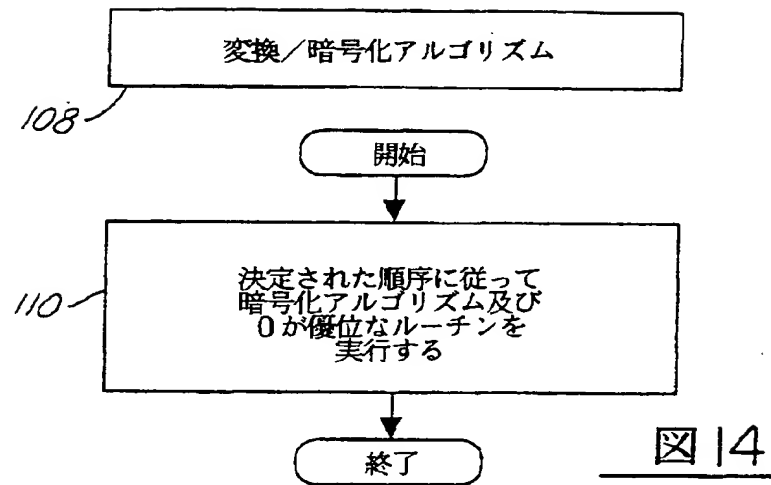 変換/暗号化アルゴリズム
108
開始
決定された順序に従って
暗号化アルゴリズム及び
110
0が優位なルーチンを
実行する
終了
図14